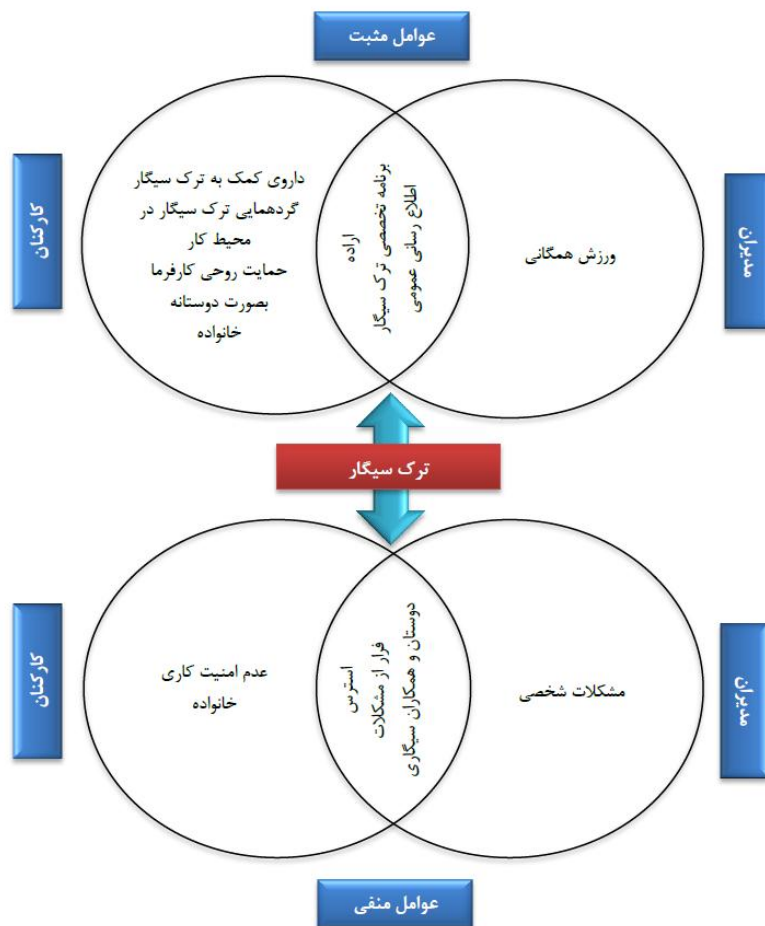 عوامل مثبت
مدیران
کارکنان
ورزش همگانی
اراده
برنامه تخصصی ترک سیگار
اطلاع رسانی عمومی
داروی کمک به ترک سیگار
گردهمایی ترک سیگار در
محیط کار
حمایت روحی کارفرما
بصورت دوستانه
خانواده
ترک سیگار
مدیران
کارکنان
مشکلات شخصی
استرس
فرار از مشکلات
دوستان و همکاران سیگاری
عدم امنیت کاری
خانواده
عوامل منفی